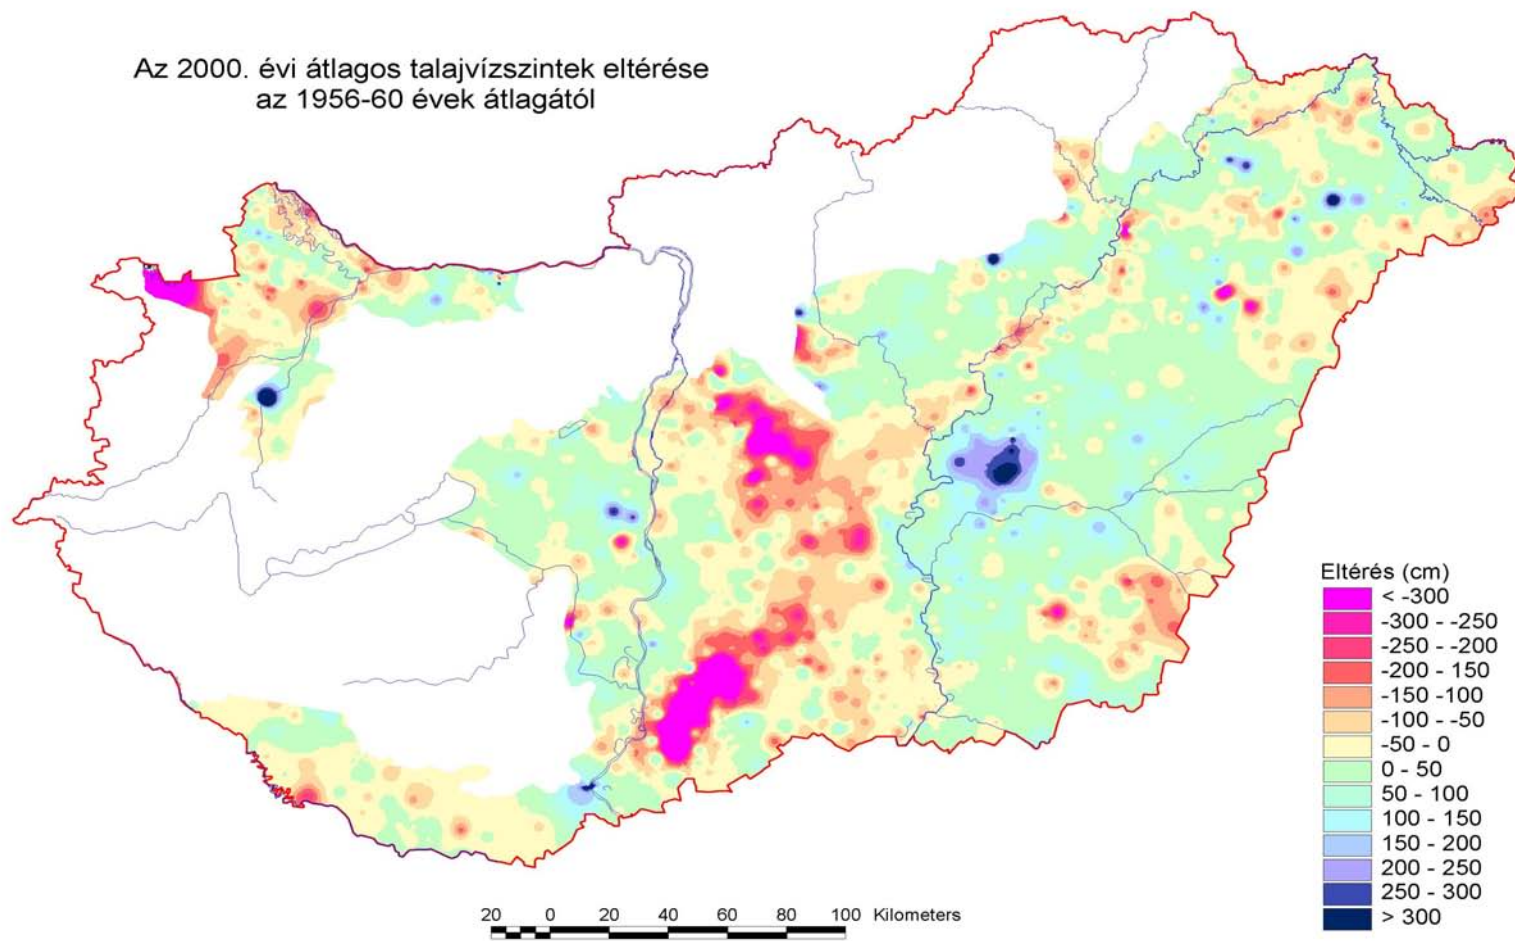 Az 2000. évi átlagos talajvízszintek eltérése
az 1956-60 évek átlagától
Eltérés (cm)
< -300
-300 - -250
-250 - -200
-200 - 150
-150 -100
-100 - -50
-50 - 0
0 - 50
50 - 100
100 - 150
150 - 200
200 - 250
250 - 300
> 300
20 0 20 40 60 80 100 Kilometers